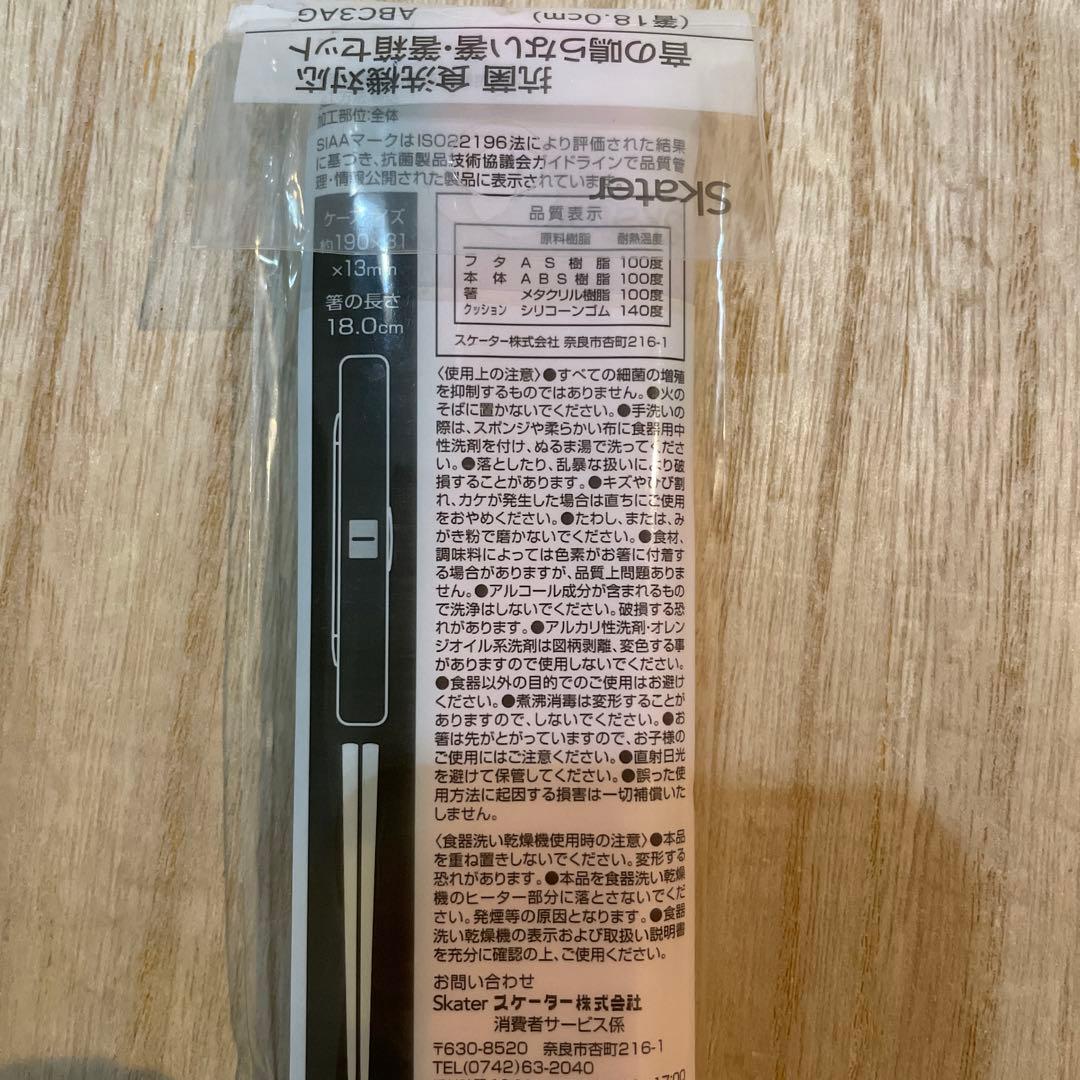 ABC3AG
(箸18.0cm)
音の鳴らない箸・箸箱セット
抗菌 食洗機対応
加工部位:全体
SIAAマークはISO22196法により評価された結果
に基づき、抗菌製品技術協議会ガイドラインで品質管
理・情報公開された製品に表示されています。
Skater
ケースサイズ
約190×31
×13mm
箸の長さ
18.0cm
品質表示
原料樹脂 耐熱温度
フタ AS樹脂 100度
本体 ABS樹脂 100度
箸 メタクリル樹脂 100度
クッション シリコーンゴム 140度
スケーター株式会社 奈良市杏町216-1
〈使用上の注意〉●すべての細菌の増殖
を抑制するものではありません。●火の
そばに置かないでください。●手洗いの
際は、スポンジや柔らかい布に食器用中
性洗剤を付け、ぬるま湯で洗ってくださ
い。●落としたり、乱暴な扱いにより破
損することがあります。●キズやひび割
れ、カケが発生した場合は直ちにご使用
をおやめください。●たわし、または、み
がき粉で磨かないでください。●食材、
調味料によっては色素がお箸に付着す
る場合がありますが、品質上問題ありま
せん。●アルコール成分が含まれるもの
で洗浄はしないでください。破損する恐
れがあります。●アルカリ性洗剤・オレン
ジオイル系洗剤は図柄剥離、変色する事
がありますので使用しないでください。
●食器以外の目的でのご使用はお避け
ください。●煮沸消毒は変形することが
ありますので、しないでください。●お
箸は先がとがっていますので、お子様の
ご使用にはご注意ください。●直射日光
を避けて保管してください。●誤った使
用方法に起因する損害は一切補償いた
しません。
〈食器洗い乾燥機使用時の注意〉●本品
を重ね置きしないでください。変形する
恐れがあります。●本品を食器洗い乾燥
機のヒーター部分に落とさないでくだ
さい。発煙等の原因となります。●食器
洗い乾燥機の表示および取扱い説明書
を充分に確認の上、ご使用ください。
お問い合わせ
Skater スケーター株式会社
消費者サービス係
〒630-8520 奈良市杏町216-1
TEL(0742)63-2040
17:00